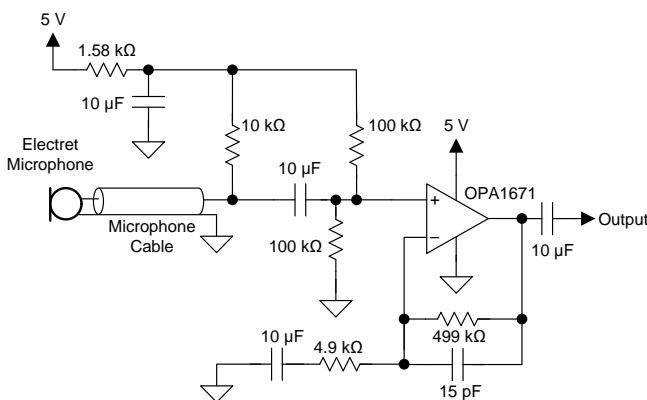 5 V
1.58 kΩ
10 µF
10 kΩ
100 kΩ
5 V
Electret
Microphone
10 µF
OPA1671
+
−
Microphone
Cable
100 kΩ
Output
10 µF
10 µF
4.9 kΩ
499 kΩ
15 pF